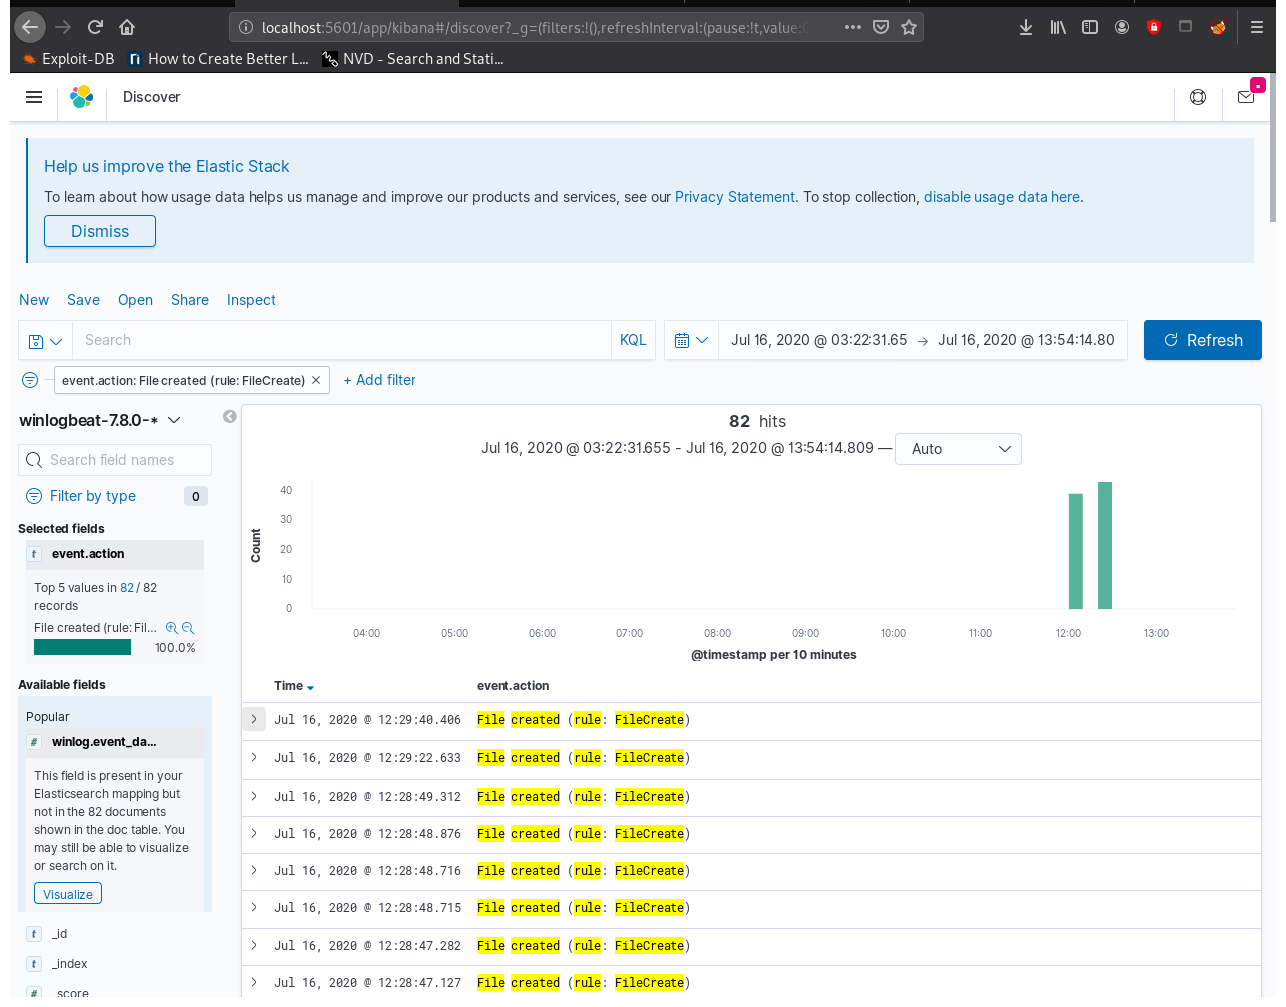 localhost:5601/app/kibana#/discover?_g=(filters:!(),refreshInterval:(pause:!t,value:
Exploit-DB How to Create Better L... NVD - Search and Stati...
Discover
Help us improve the Elastic Stack
To learn about how usage data helps us manage and improve our products and services, see our Privacy Statement. To stop collection, disable usage data here.
Dismiss
New Save Open Share Inspect
Search KQL Jul 16, 2020 @ 03:22:31.65 → Jul 16, 2020 @ 13:54:14.80 Refresh
event.action: File created (rule: FileCreate) × + Add filter
winlogbeat-7.8.0-*
Search field names
Filter by type 0
Selected fields
t event.action
Top 5 values in 82 / 82
records
File created (rule: Fil...
100.0%
Available fields
Popular
# winlog.event_da...
This field is present in your
Elasticsearch mapping but
not in the 82 documents
shown in the doc table. You
may still be able to visualize
or search on it.
Visualize
t _id
t _index
# _score
82 hits
Jul 16, 2020 @ 03:22:31.655 - Jul 16, 2020 @ 13:54:14.809 — Auto
Count
40
30
20
10
0
04:00 05:00 06:00 07:00 08:00 09:00 10:00 11:00 12:00 13:00
@timestamp per 10 minutes
Time event.action
Jul 16, 2020 @ 12:29:40.406 File created (rule: FileCreate)
Jul 16, 2020 @ 12:29:22.633 File created (rule: FileCreate)
Jul 16, 2020 @ 12:28:49.312 File created (rule: FileCreate)
Jul 16, 2020 @ 12:28:48.876 File created (rule: FileCreate)
Jul 16, 2020 @ 12:28:48.716 File created (rule: FileCreate)
Jul 16, 2020 @ 12:28:48.715 File created (rule: FileCreate)
Jul 16, 2020 @ 12:28:47.282 File created (rule: FileCreate)
Jul 16, 2020 @ 12:28:47.127 File created (rule: FileCreate)